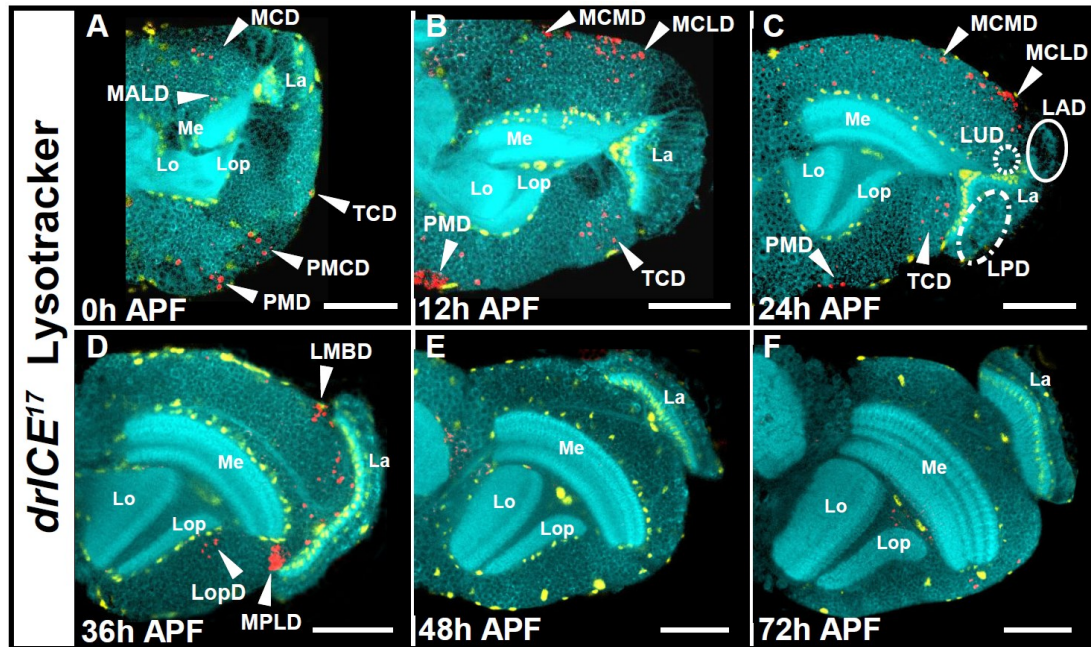 drICE17 Lysotracker
A
MCD
La
MALD
Me
Lo
Lop
TCD
PMCD
PMD
0h APF
B
MCMD
MCLD
Me
La
Lo
Lop
PMD
TCD
12h APF
C
MCMD
MCLD
LAD
Me
LUD
Lo
Lop
La
PMD
TCD
LPD
24h APF
D
LMBD
Me
La
Lo
Lop
LopD
MPLD
36h APF
E
La
Me
Lo
Lop
48h APF
F
La
Me
Lo
Lop
72h APF